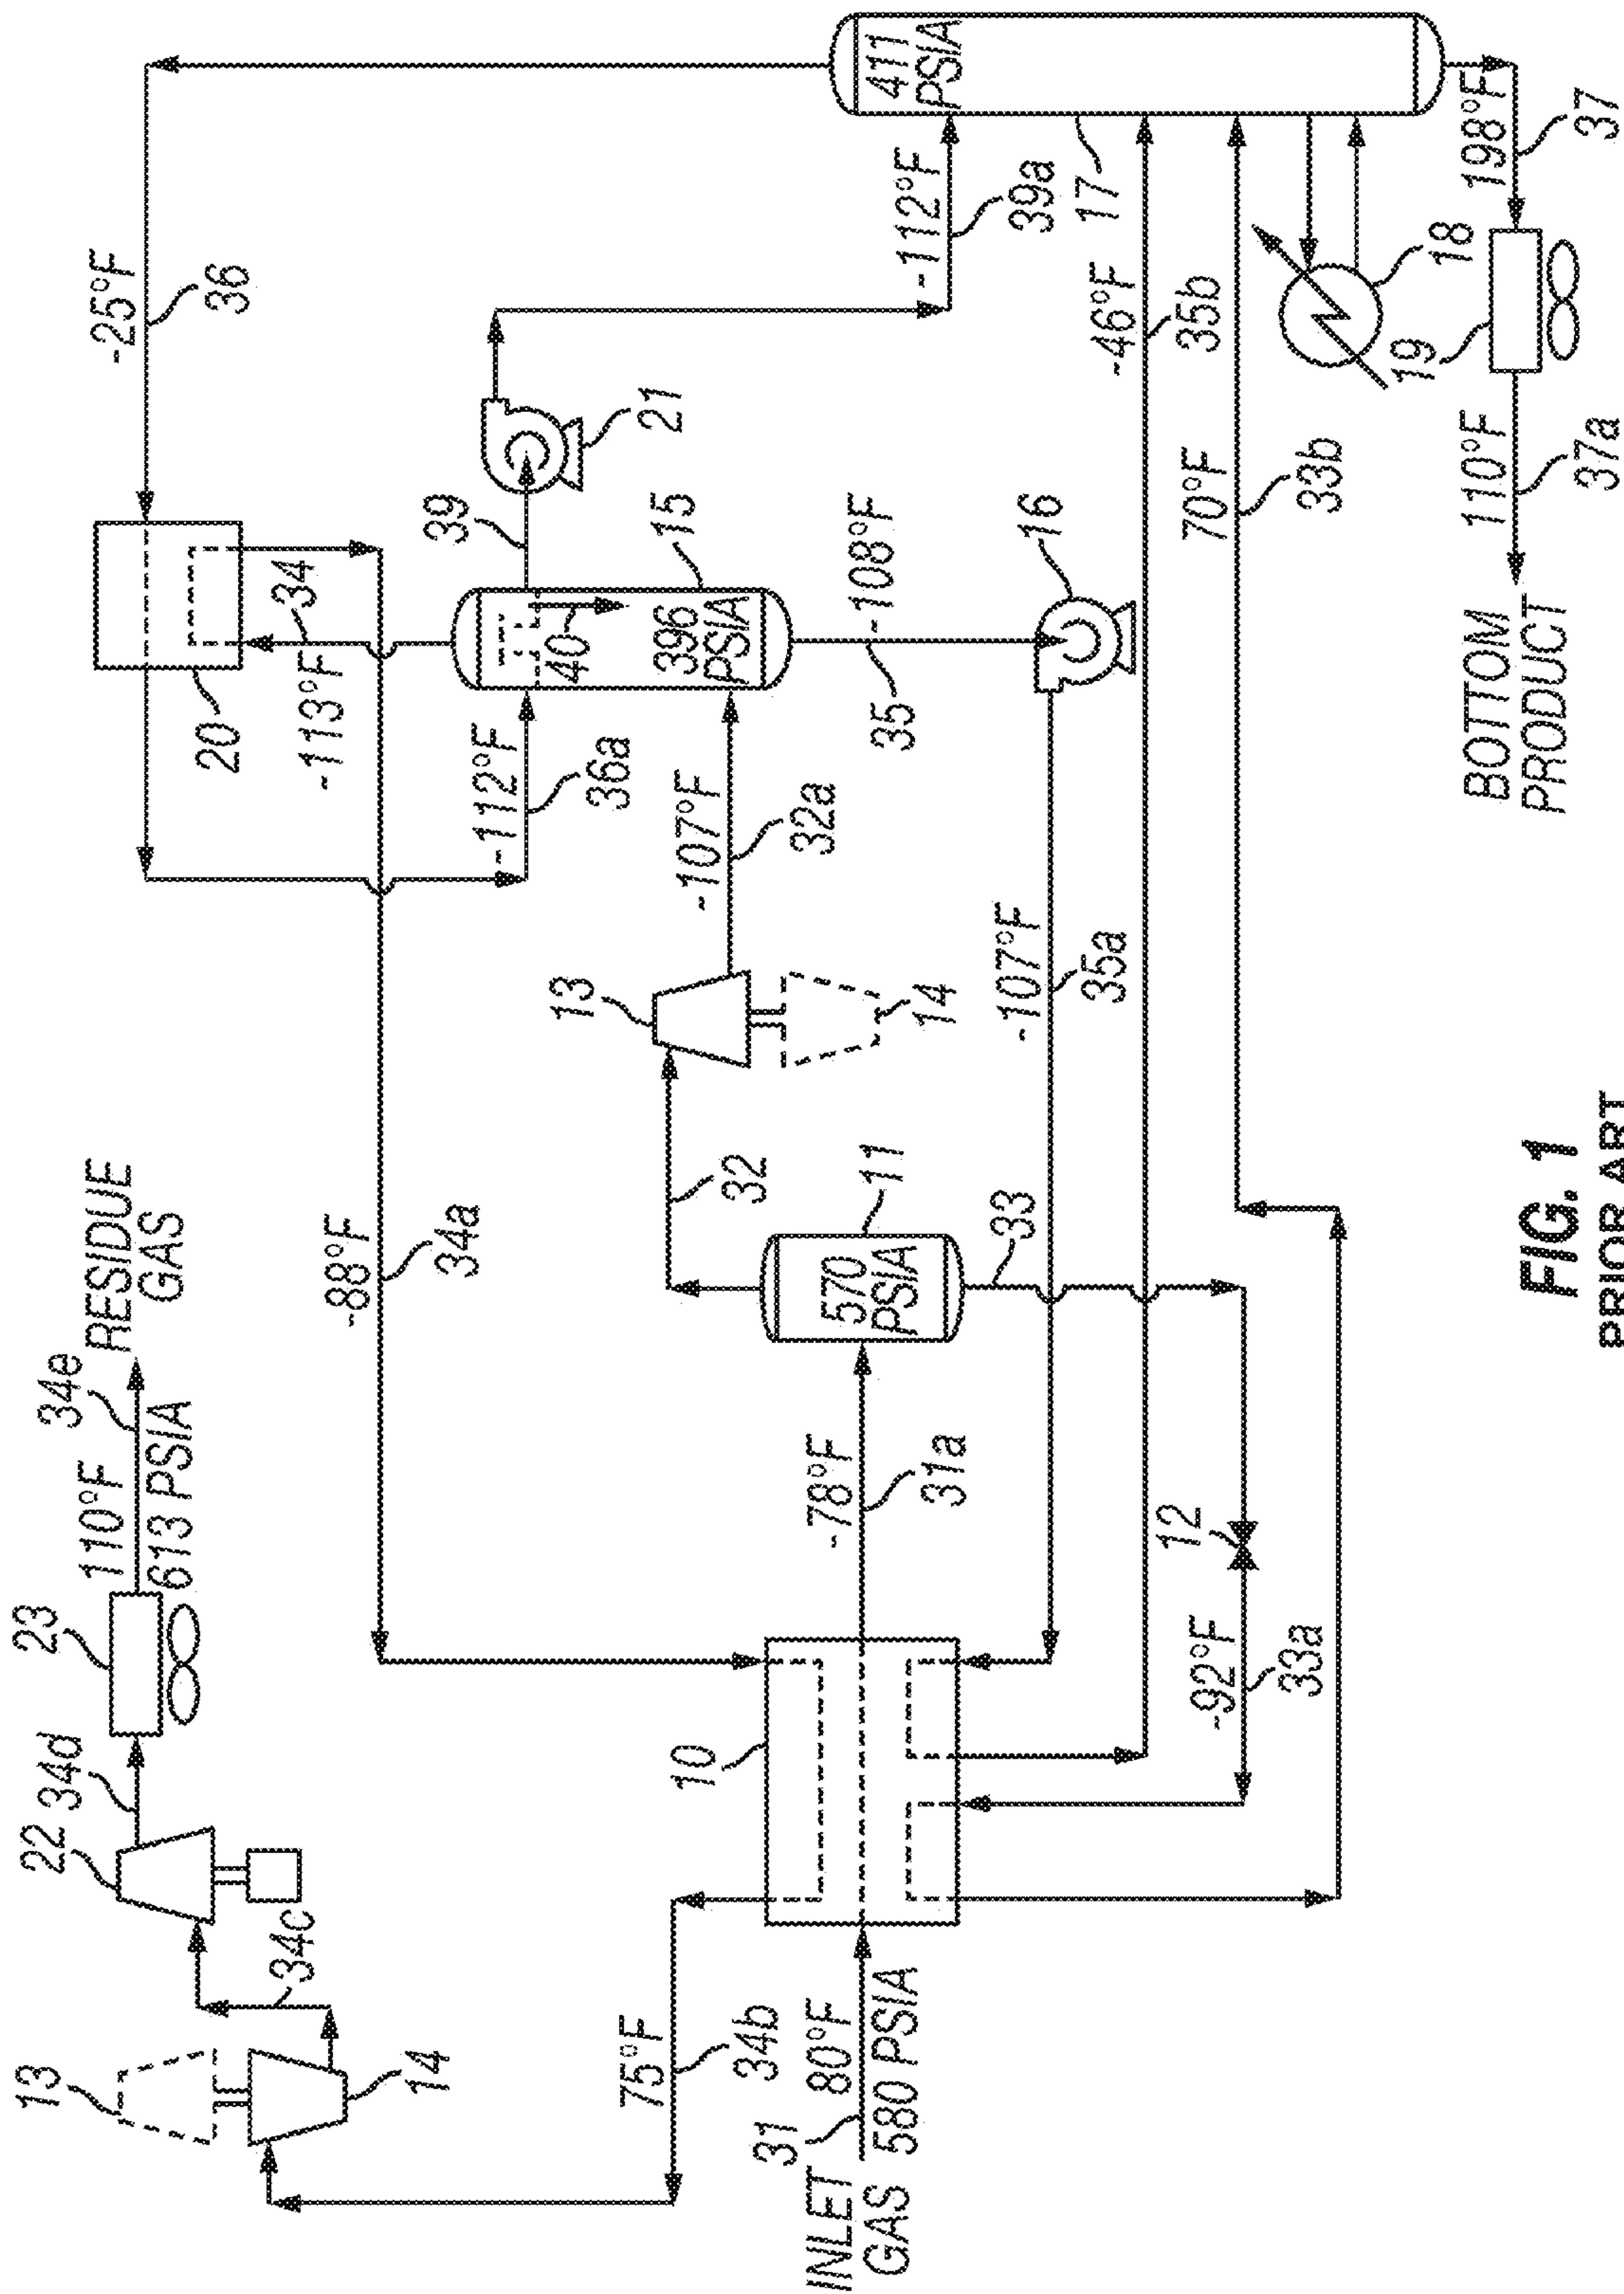 RESIDUE
GAS
34e
110°F
613 PSIA
23
34d
22
34c
13
14
75°F
34b
INLET
GAS
31
80°F
580 PSIA
10
-88°F
34a
-78°F
31a
570
PSIA
11
32
33
12
-92°F
33a
13
14
-107°F
32a
-107°F
35a
-112°F
36a
20
-113°F
34
-25°F
36
39
40
396
PSIA
15
21
-108°F
35
16
-112°F
39a
411
PSIA
17
-46°F
35b
70°F
33b
18
19
198°F
37
110°F
37a
BOTTOM
PRODUCT
FIG. 1
PRIOR ART